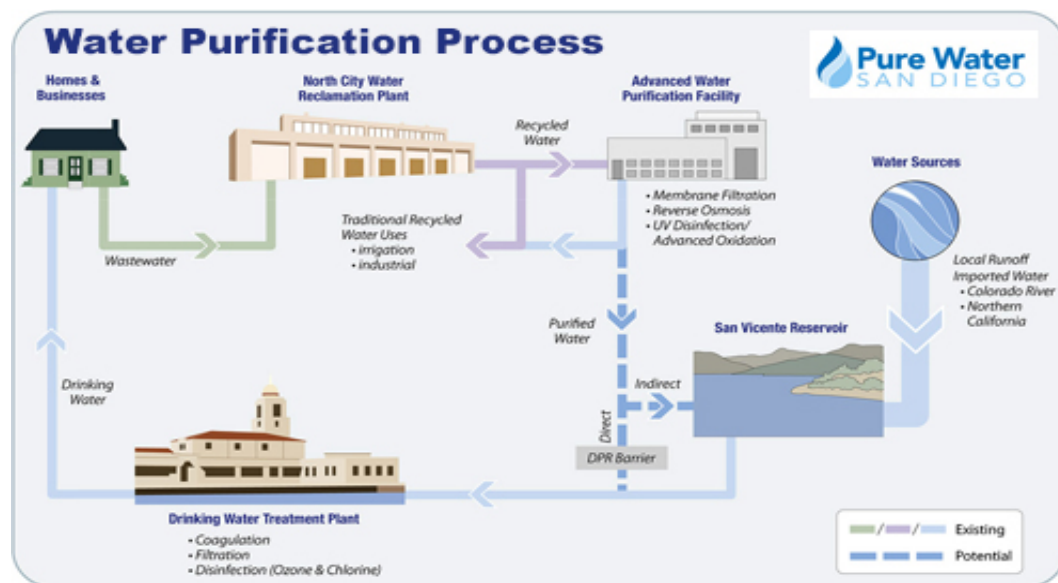 Water Purification Process
Pure Water
SAN DIEGO
Homes &
Businesses
North City Water
Reclamation Plant
Advanced Water
Purification Facility
Recycled
Water
Water Sources
• Membrane Filtration
• Reverse Osmosis
• UV Disinfection/
Advanced Oxidation
Traditional Recycled
Water Uses
• irrigation
• industrial
Wastewater
Local Runoff
Imported Water
• Colorado River
• Northern
California
Purified
Water
San Vicente Reservoir
Indirect
Direct
DPR Barrier
Drinking
Water
Drinking Water Treatment Plant
• Coagulation
• Filtration
• Disinfection (Ozone & Chlorine)
/ / Existing
Potential